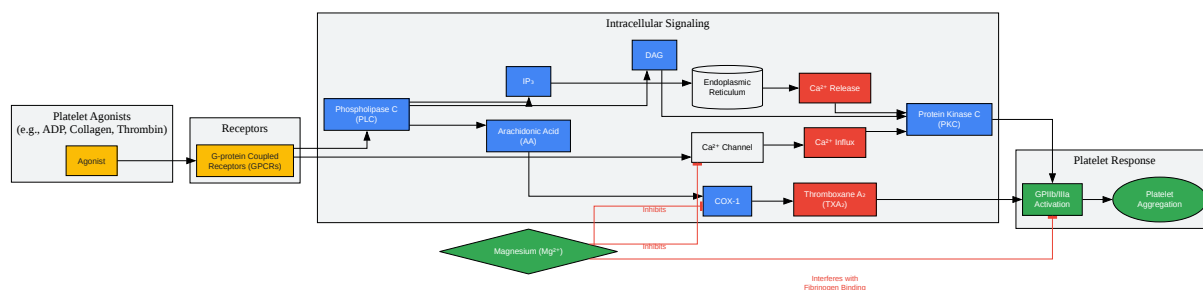 Intracellular Signaling
DAG
IP₃
Endoplasmic
Reticulum
Ca²⁺ Release
Platelet Agonists
(e.g., ADP, Collagen, Thrombin)
Agonist
Receptors
G-protein Coupled
Receptors (GPCRs)
Phospholipase C
(PLC)
Arachidonic Acid
(AA)
Ca²⁺ Channel
Ca²⁺ Influx
Protein Kinase C
(PKC)
COX-1
Thromboxane A₂
(TXA₂)
Platelet Response
GPIIb/IIIa
Activation
Platelet
Aggregation
Inhibits
Inhibits
Magnesium (Mg²⁺)
Interferes with
Fibrinogen Binding